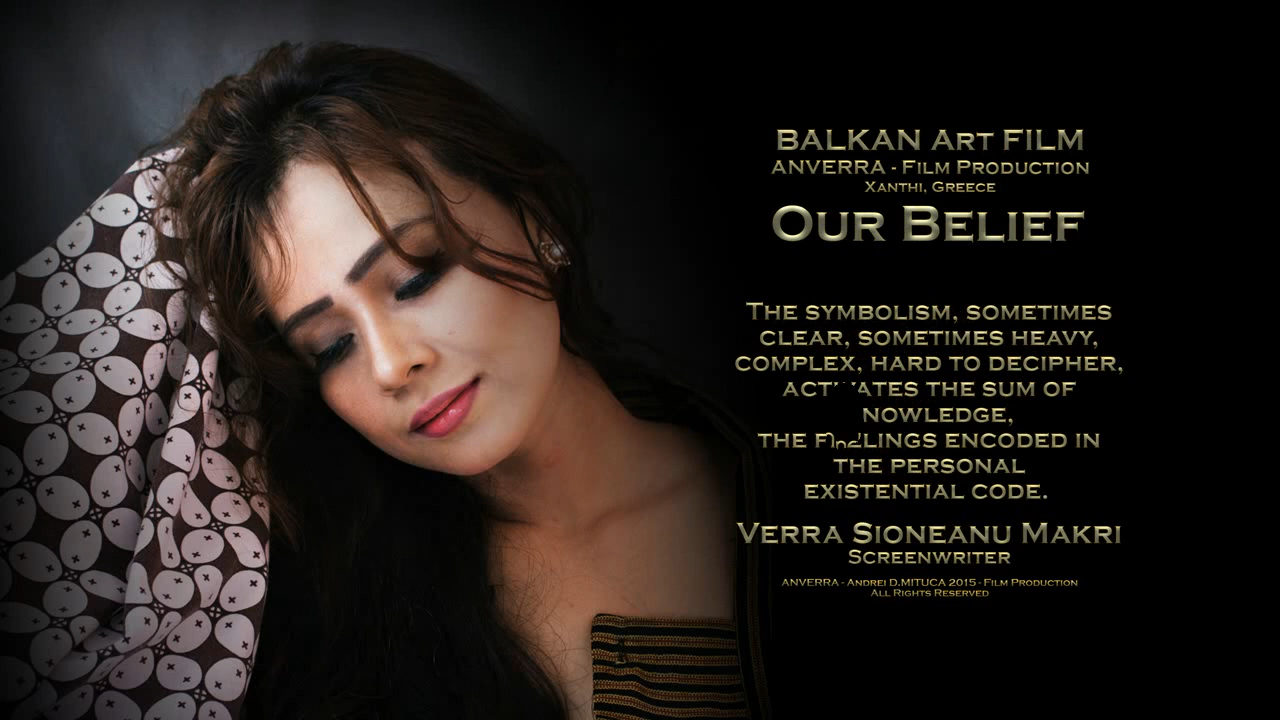 BALKAN Art FILM
ANVERRA - Film Production
Xanthi, Greece
Our Belief
The symbolism, sometimes
clear, sometimes heavy,
complex, hard to decipher,
the sum of
the
encoded in
the personal
existential code.
Verra Sioneanu Makri
Screenwriter
ANVERRA - Andrei D.MITUCA 2015 - Film Production
All Rights Reserved